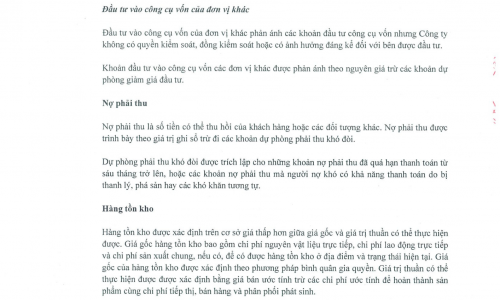 Đầu tư vào công cụ vốn của đơn vị khác
Đầu tư vào công cụ vốn của đơn vị khác phản ánh các khoản đầu tư công cụ vốn nhưng Công ty
không có quyền kiểm soát, đồng kiểm soát hoặc có ảnh hưởng đáng kể đối với bên được đầu tư.
Khoản đầu tư vào công cụ vốn các đơn vị khác được phản ánh theo nguyên giá trừ các khoản dự
phòng giảm giá đầu tư.
Nợ phải thu
Nợ phải thu là số tiền có thể thu hồi của khách hàng hoặc các đối tượng khác. Nợ phải thu được
trình bày theo giá trị ghi sổ trừ đi các khoản dự phòng phải thu khó đòi.
Dự phòng phải thu khó đòi được trích lập cho những khoản nợ phải thu đã quá hạn thanh toán từ
sáu tháng trở lên, hoặc các khoản nợ phải thu mà người nợ khó có khả năng thanh toán do bị
thanh lý, phá sản hay các khó khăn tương tự.
Hàng tồn kho
Hàng tồn kho được xác định trên cơ sở giá thấp hơn giữa giá gốc và giá trị thuần có thể thực hiện
được. Giá gốc hàng tồn kho bao gồm chi phí nguyên vật liệu trực tiếp, chi phí lao động trực tiếp
và chi phí sản xuất chung, nếu có, để có được hàng tồn kho ở địa điểm và trạng thái hiện tại. Giá
gốc của hàng tồn kho được xác định theo phương pháp bình quân gia quyền. Giá trị thuần có thể
thực hiện được được xác định bằng giá bán ước tính trừ các chi phí ước tính để hoàn thành sản
phẩm cùng chi phí tiếp thị, bán hàng và phân phối phát sinh.